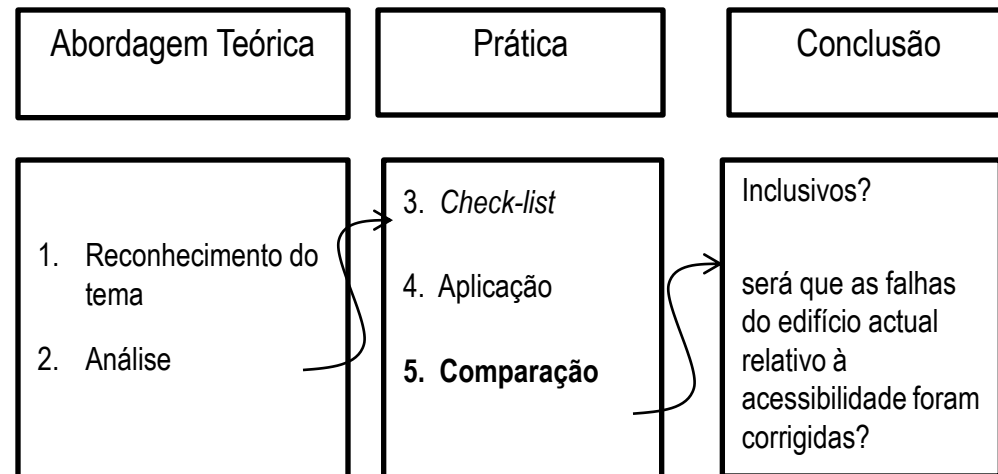 Abordagem Teórica
Prática
Conclusão
1. Reconhecimento do
tema
2. Análise
3. Check-list
4. Aplicação
5. Comparação
Inclusivos?
será que as falhas
do edifício actual
relativo à
acessibilidade foram
corrigidas?